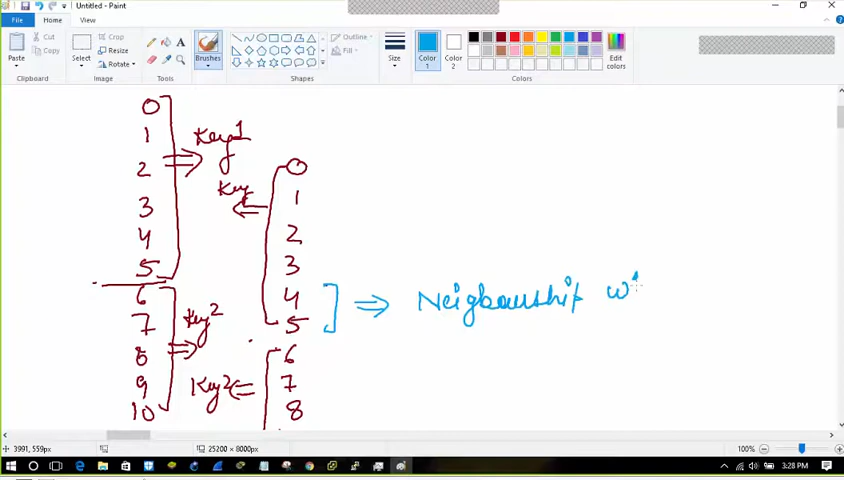 Untitled - Paint
File Home View
Cut
Copy
Paste
Clipboard
Select
Crop
Resize
Rotate
Image
Tools
Brushes
Shapes
Outline
Fill
Size
Color 1
Color 2
Edit colors
Colors
0
1
2
3
4
5
6
7
8
9
10
Key1
Key2
0
1
2
3
4
5
6
7
8
Key
Key2
⇒ Neigbourship wi
3991, 559px
25200 × 8000px
100%
3:28 PM